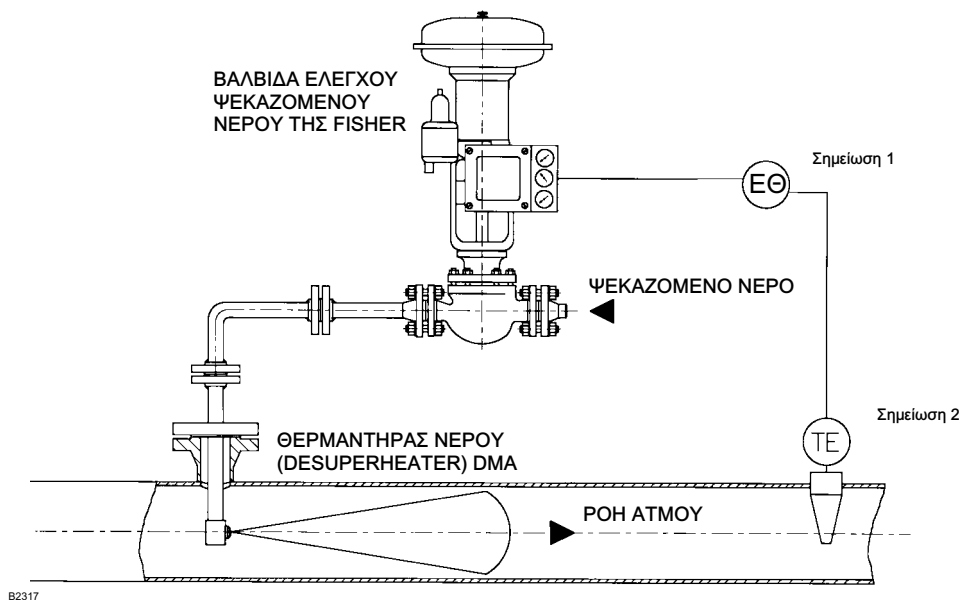 ΒΑΛΒΙΔΑ ΕΛΕΓΧΟΥ
ΨΕΚΑΖΟΜΕΝΟΥ
ΝΕΡΟΥ ΤΗΣ FISHER
Σημείωση 1
ΕΘ
ΨΕΚΑΖΟΜΕΝΟ ΝΕΡΟ
Σημείωση 2
TE
ΘΕΡΜΑΝΤΗΡΑΣ ΝΕΡΟΥ
(DESUPERHEATER) DMA
ΡΟΗ ΑΤΜΟΥ
B2317